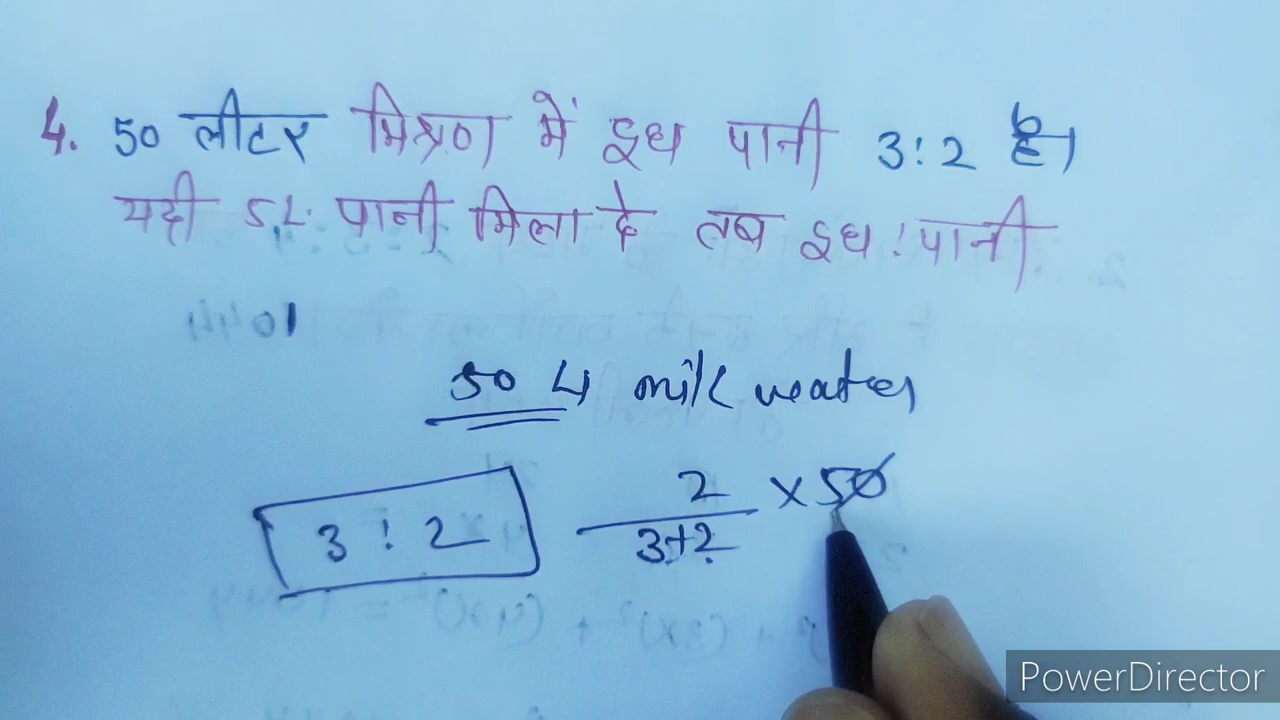 4. 50 लीटर मिश्रण में दुध पानी 3:2 है।
यदी 5L. पानी मिला दे तब दुध : पानी
50 L milk water
3 : 2
2
3+2
× 50
PowerDirector